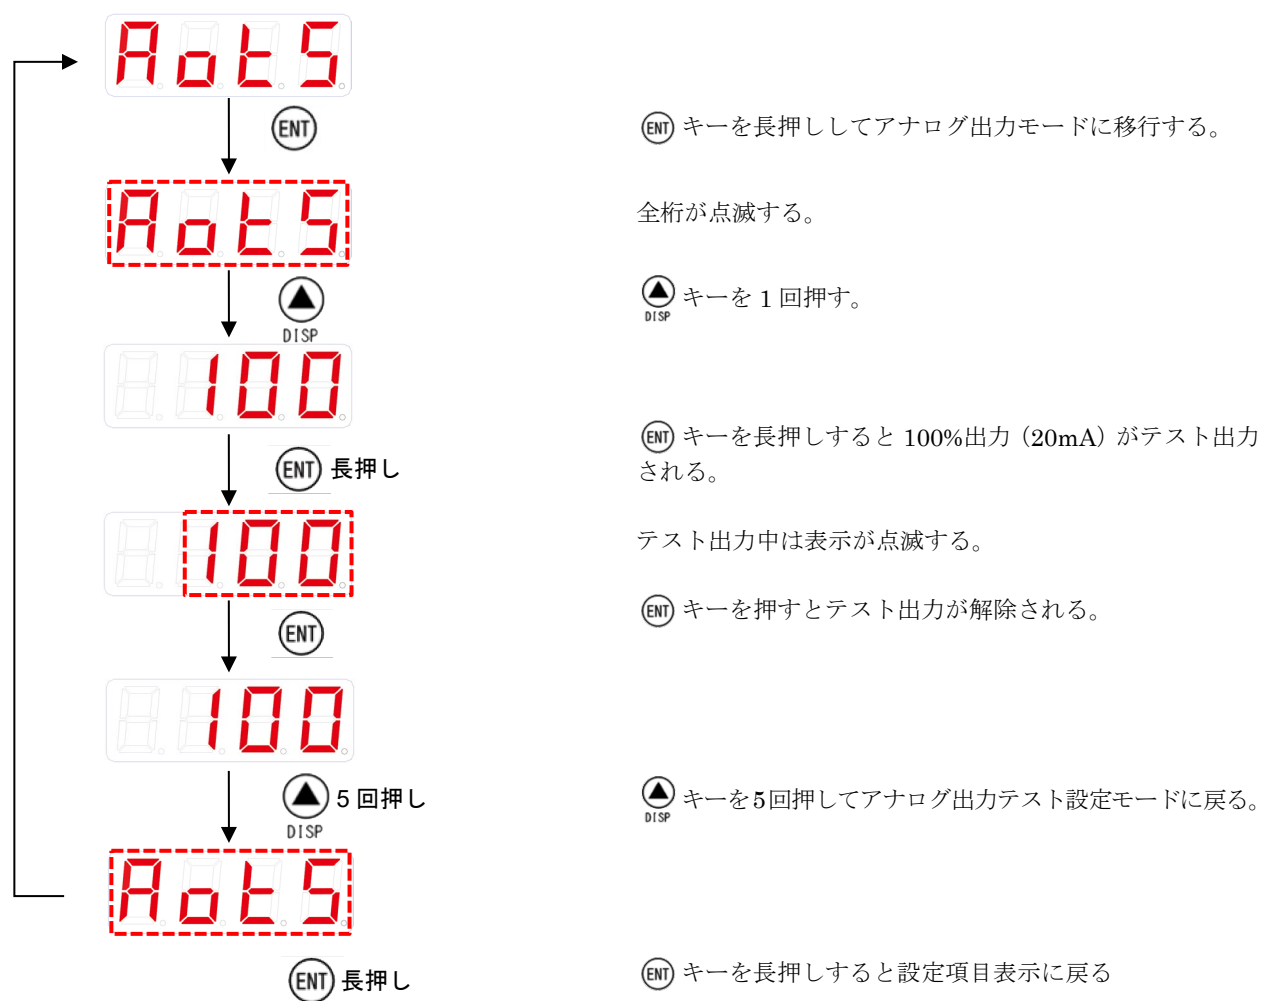 AotS
ENT
ENT キーを長押ししてアナログ出力モードに移行する。
AotS
全桁が点滅する。
DISP
DISP キーを 1 回押す。
100
ENT 長押し
ENT キーを長押しすると 100%出力（20mA）がテスト出力
される。
100
テスト出力中は表示が点滅する。
ENT
ENT キーを押すとテスト出力が解除される。
100
5 回押し
DISP
DISP キーを5回押してアナログ出力テスト設定モードに戻る。
AotS
ENT 長押し
ENT キーを長押しすると設定項目表示に戻る